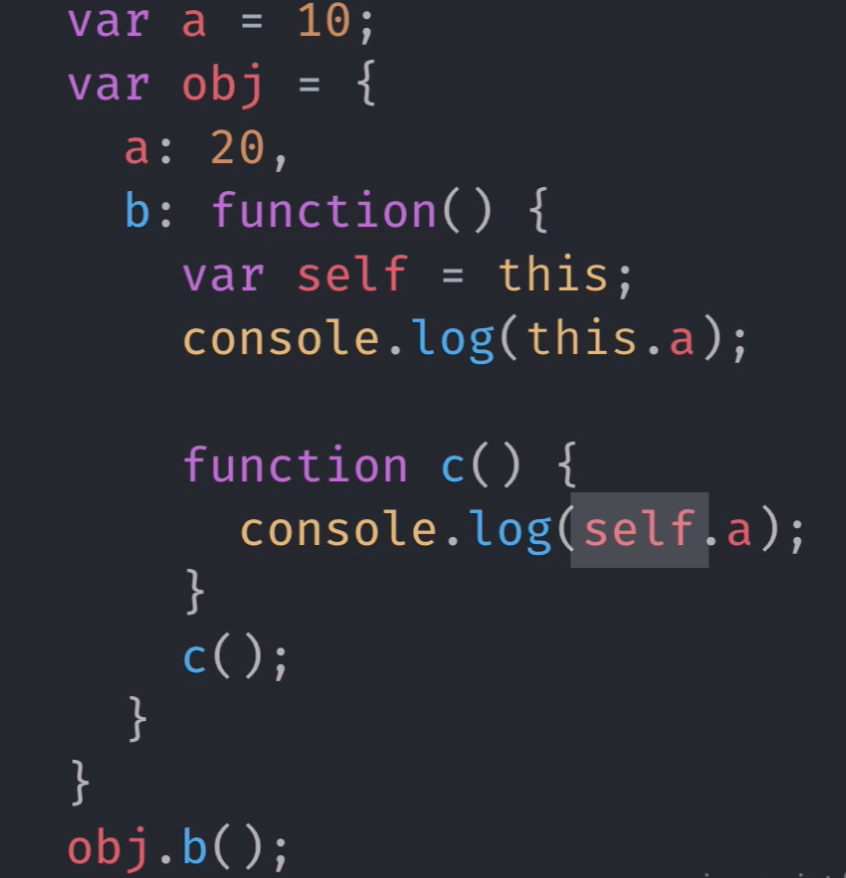 var a = 10;
var obj = {
a: 20,
b: function() {
var self = this;
console.log(this.a);
function c() {
console.log(self.a);
}
c();
}
}
obj.b();